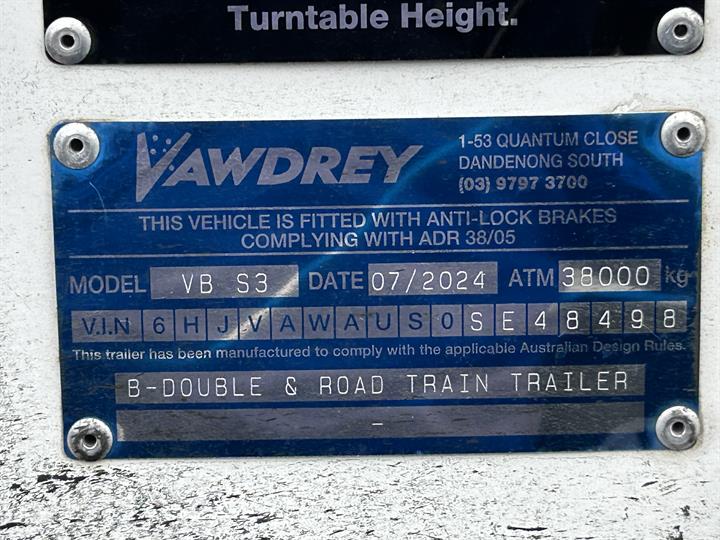 Turntable Height.
VAWDREY
1-53 QUANTUM CLOSE
DANDENONG SOUTH
(03) 9797 3700
THIS VEHICLE IS FITTED WITH ANTI-LOCK BRAKES
COMPLYING WITH ADR 38/05
MODEL VB S3 DATE 07/2024 ATM 38000 kg
V.I.N 6HJVAWAUS0SE48498
This trailer has been manufactured to comply with the applicable Australian Design Rules.
B-DOUBLE & ROAD TRAIN TRAILER
-